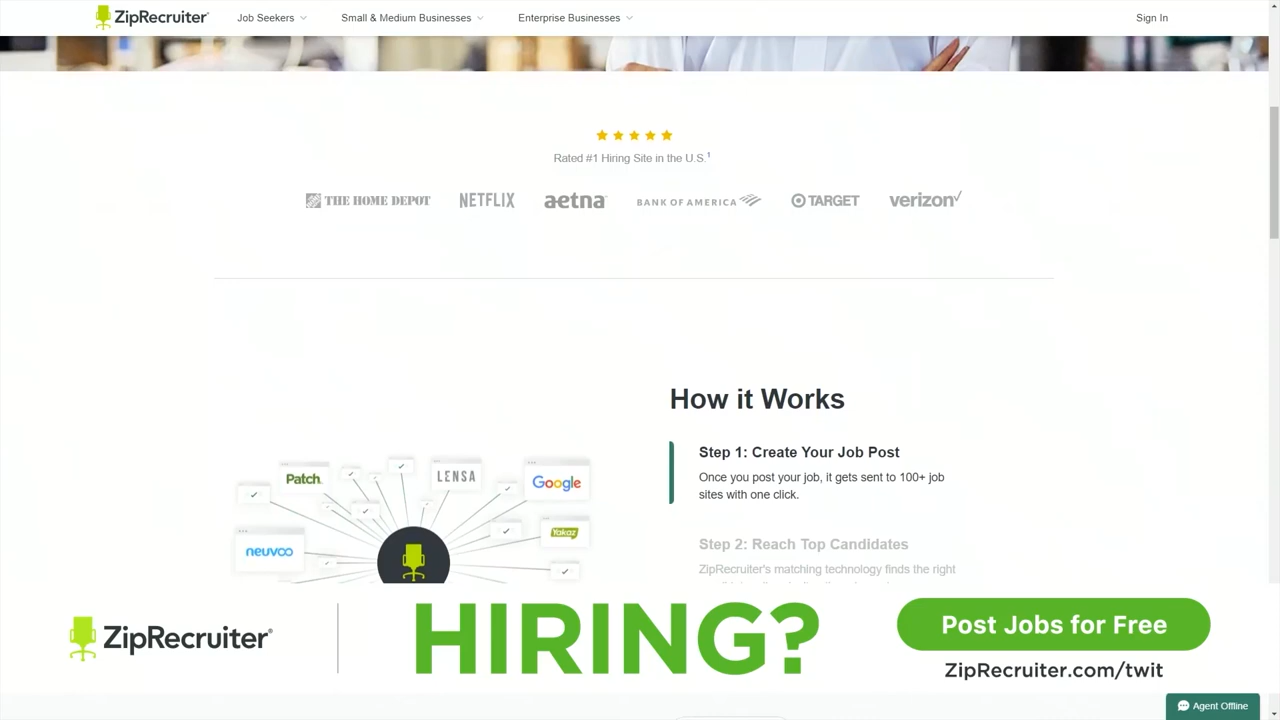 ZipRecruiter
Job Seekers
Small & Medium Businesses
Enterprise Businesses
Sign In
Rated #1 Hiring Site in the U.S.¹
THE HOME DEPOT
NETFLIX
aetna
BANK OF AMERICA
TARGET
verizon
How it Works
Step 1: Create Your Job Post
Once you post your job, it gets sent to 100+ job
sites with one click.
Step 2: Reach Top Candidates
ZipRecruiter's matching technology finds the right
Patch
LENSA
Google
Yakaz
neuvoo
ZipRecruiter®
HIRING?
Post Jobs for Free
ZipRecruiter.com/twit
Agent Offline